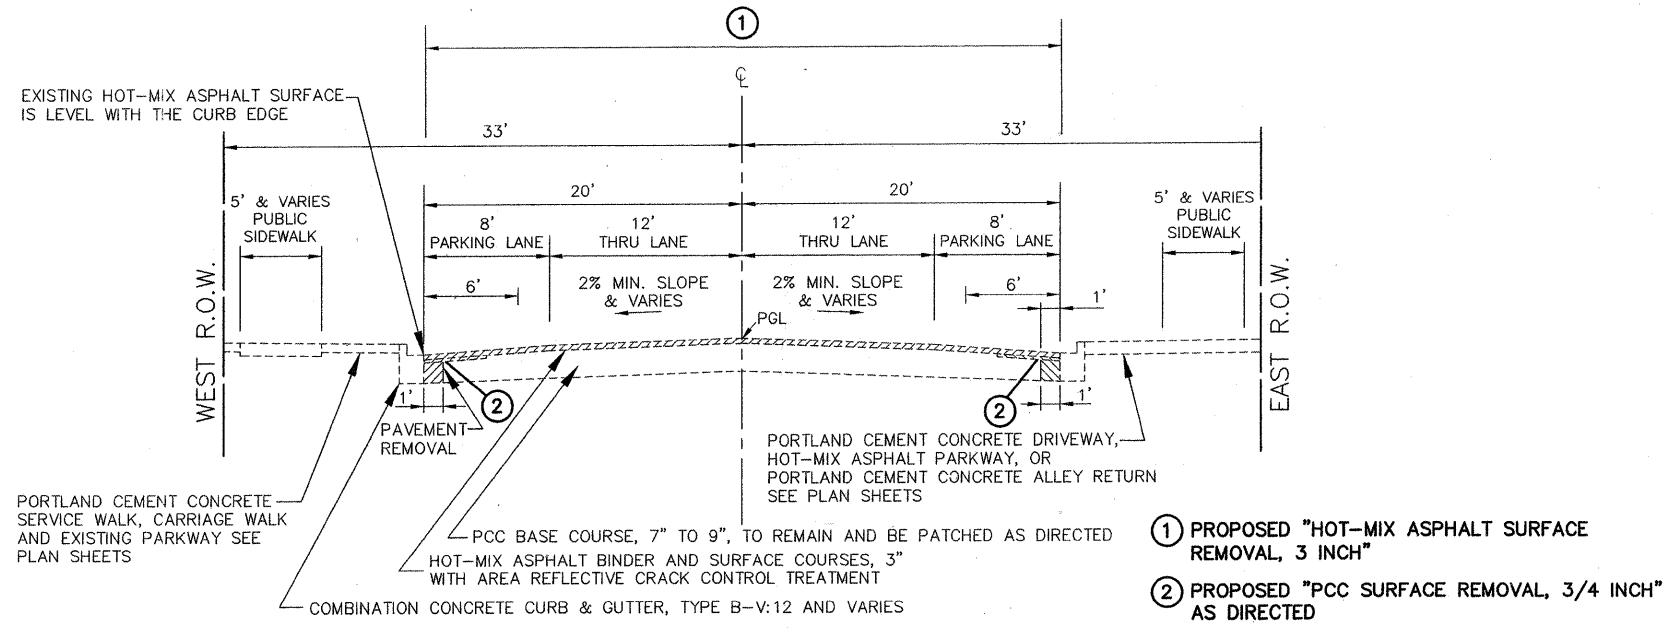 1
℄
EXISTING HOT-MIX ASPHALT SURFACE
IS LEVEL WITH THE CURB EDGE
33'
33'
20'
20'
5' & VARIES
PUBLIC
SIDEWALK
8'
PARKING LANE
12'
THRU LANE
12'
THRU LANE
8'
PARKING LANE
5' & VARIES
PUBLIC
SIDEWALK
6'
2% MIN. SLOPE
& VARIES
2% MIN. SLOPE
& VARIES
6'
1'
WEST R.O.W.
EAST R.O.W.
PGL
1'
2
2
1'
PAVEMENT
REMOVAL
PORTLAND CEMENT CONCRETE DRIVEWAY,
HOT-MIX ASPHALT PARKWAY, OR
PORTLAND CEMENT CONCRETE ALLEY RETURN
SEE PLAN SHEETS
PORTLAND CEMENT CONCRETE
SERVICE WALK, CARRIAGE WALK
AND EXISTING PARKWAY SEE
PLAN SHEETS
PCC BASE COURSE, 7" TO 9", TO REMAIN AND BE PATCHED AS DIRECTED
HOT-MIX ASPHALT BINDER AND SURFACE COURSES, 3"
WITH AREA REFLECTIVE CRACK CONTROL TREATMENT
COMBINATION CONCRETE CURB & GUTTER, TYPE B-V:12 AND VARIES
1 PROPOSED "HOT-MIX ASPHALT SURFACE
REMOVAL, 3 INCH"
2 PROPOSED "PCC SURFACE REMOVAL, 3/4 INCH"
AS DIRECTED